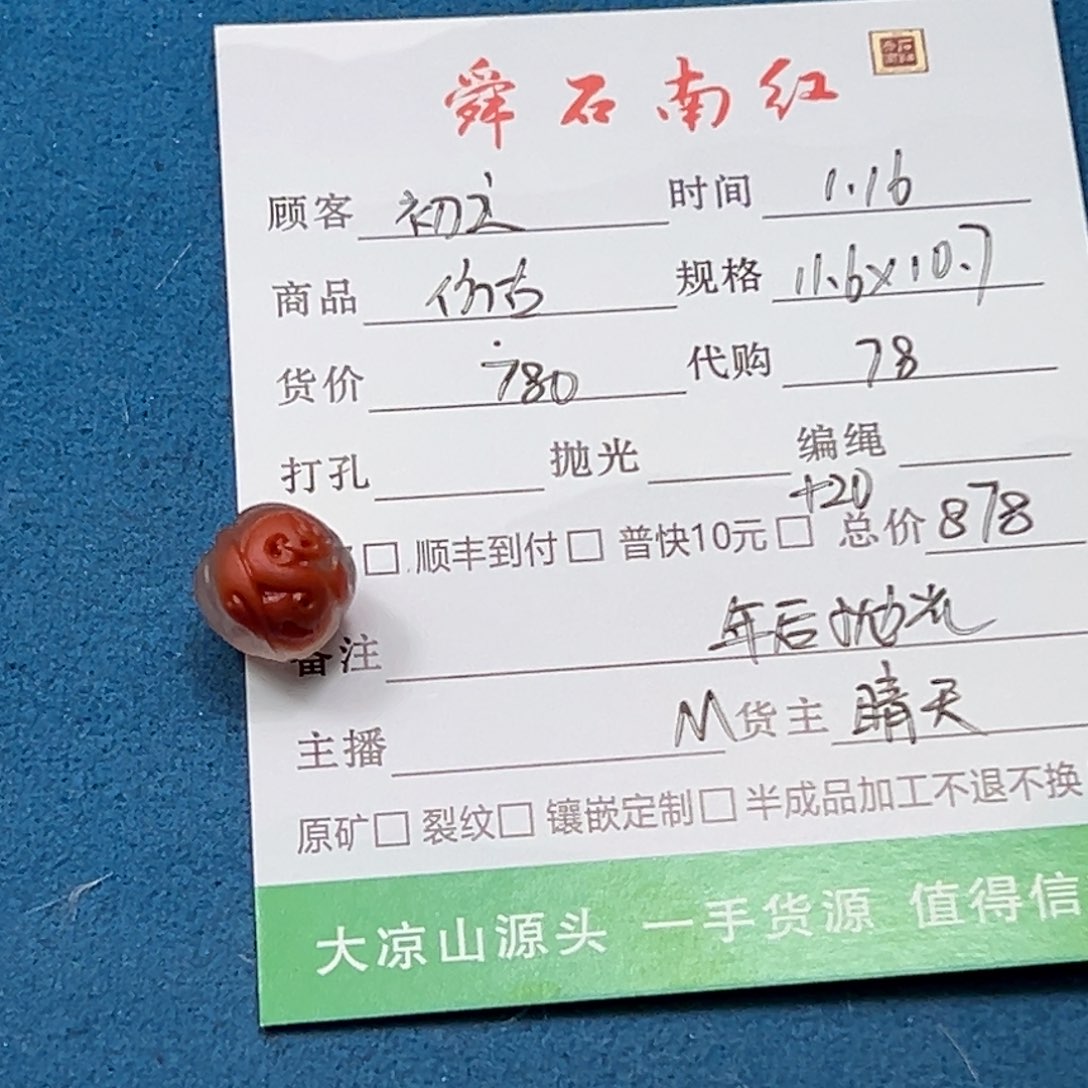 舜石南红
顾客 初文 时间 1.16
商品 仿古 规格 11.6×10.7
货价 780 代购 78
打孔 抛光 编绳
+20
□ 顺丰到付 □ 普快10元 □ 总价 878
备注 年后抛光
主播 M 货主 晴天
原矿 □ 裂纹 □ 镶嵌定制 □ 半成品加工不退不换
大凉山源头 一手货源 值得信